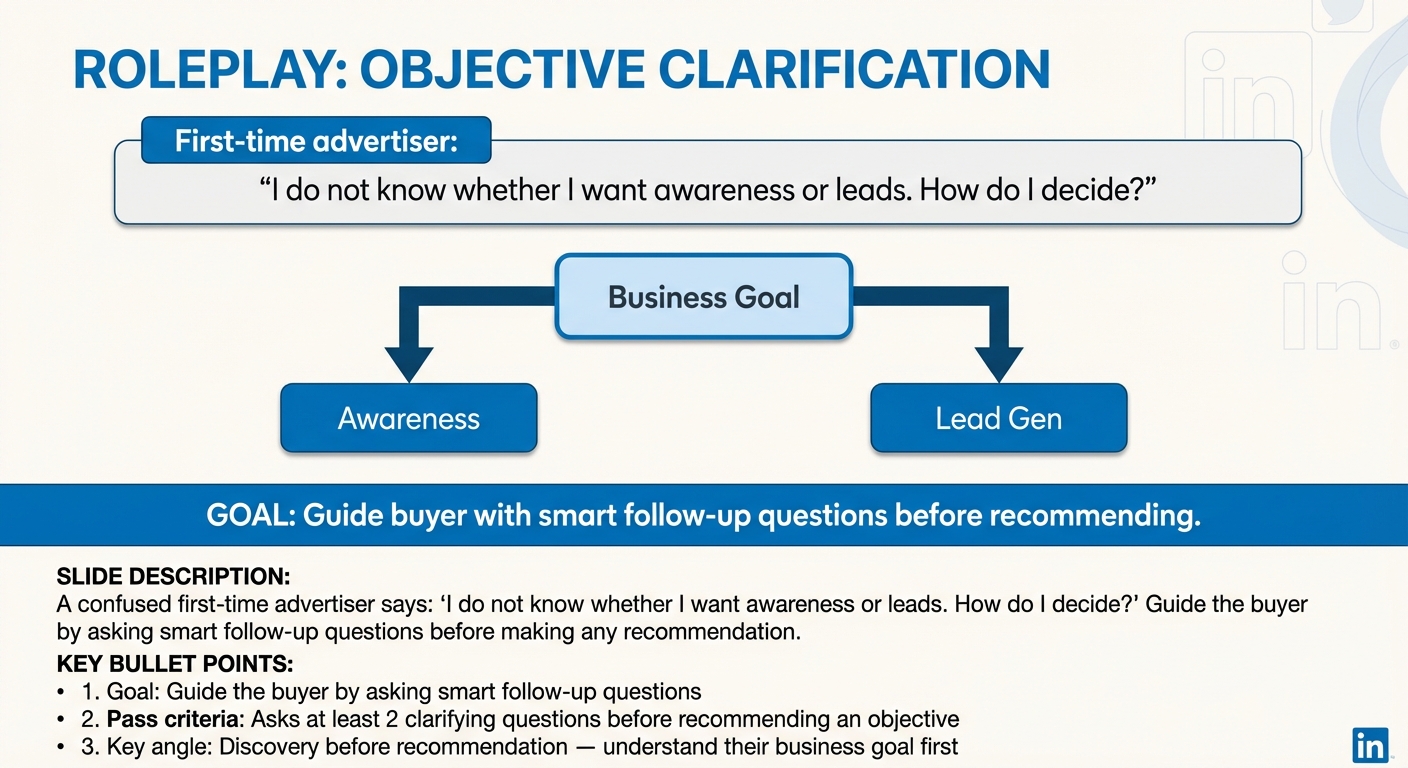 ROLEPLAY: OBJECTIVE CLARIFICATION
First-time advertiser:
“I do not know whether I want awareness or leads. How do I decide?”
Business Goal
Awareness
Lead Gen
GOAL: Guide buyer with smart follow-up questions before recommending.
SLIDE DESCRIPTION:
A confused first-time advertiser says: ‘I do not know whether I want awareness or leads. How do I decide?’ Guide the buyer
by asking smart follow-up questions before making any recommendation.
KEY BULLET POINTS:
• 1. Goal: Guide the buyer by asking smart follow-up questions
• 2. Pass criteria: Asks at least 2 clarifying questions before recommending an objective
• 3. Key angle: Discovery before recommendation — understand their business goal first
in
in
in